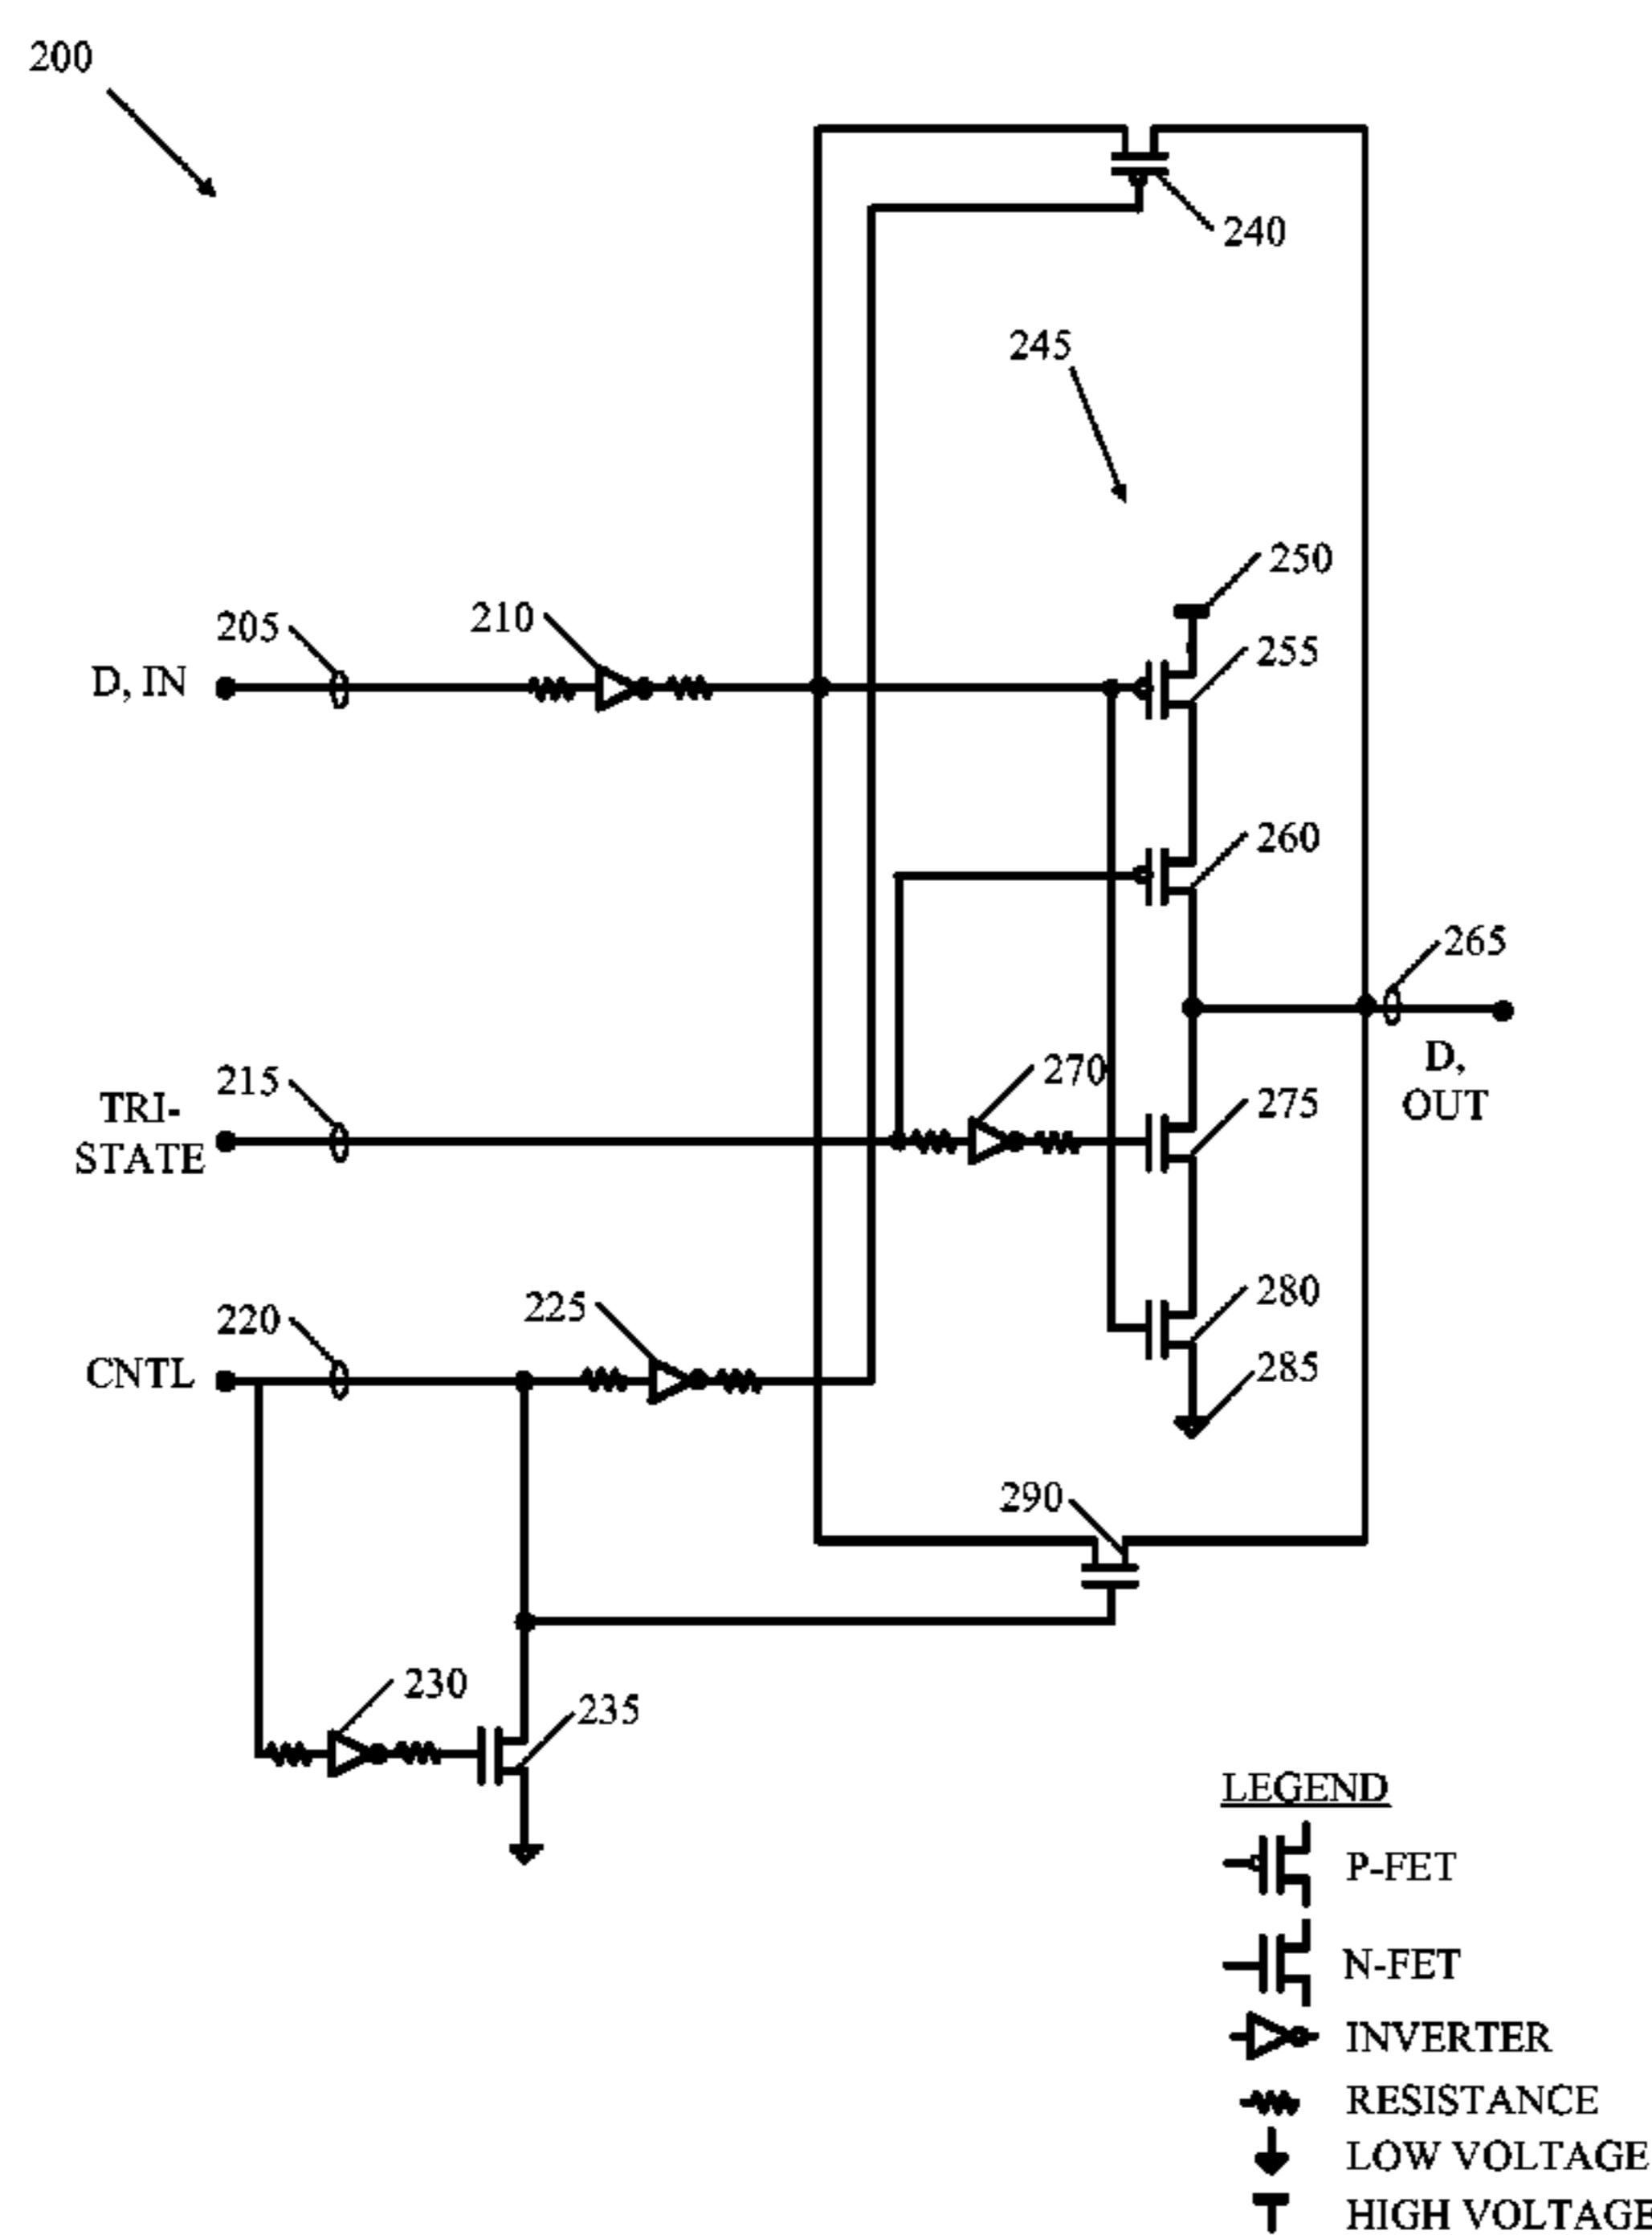 200
240
245
250
205
210
255
D, IN
260
265
215
270
D,
OUT
275
TRI-
STATE
220
225
280
CNTL
285
290
230
235
LEGEND
P-FET
N-FET
INVERTER
RESISTANCE
LOW VOLTAGE
HIGH VOLTAGE